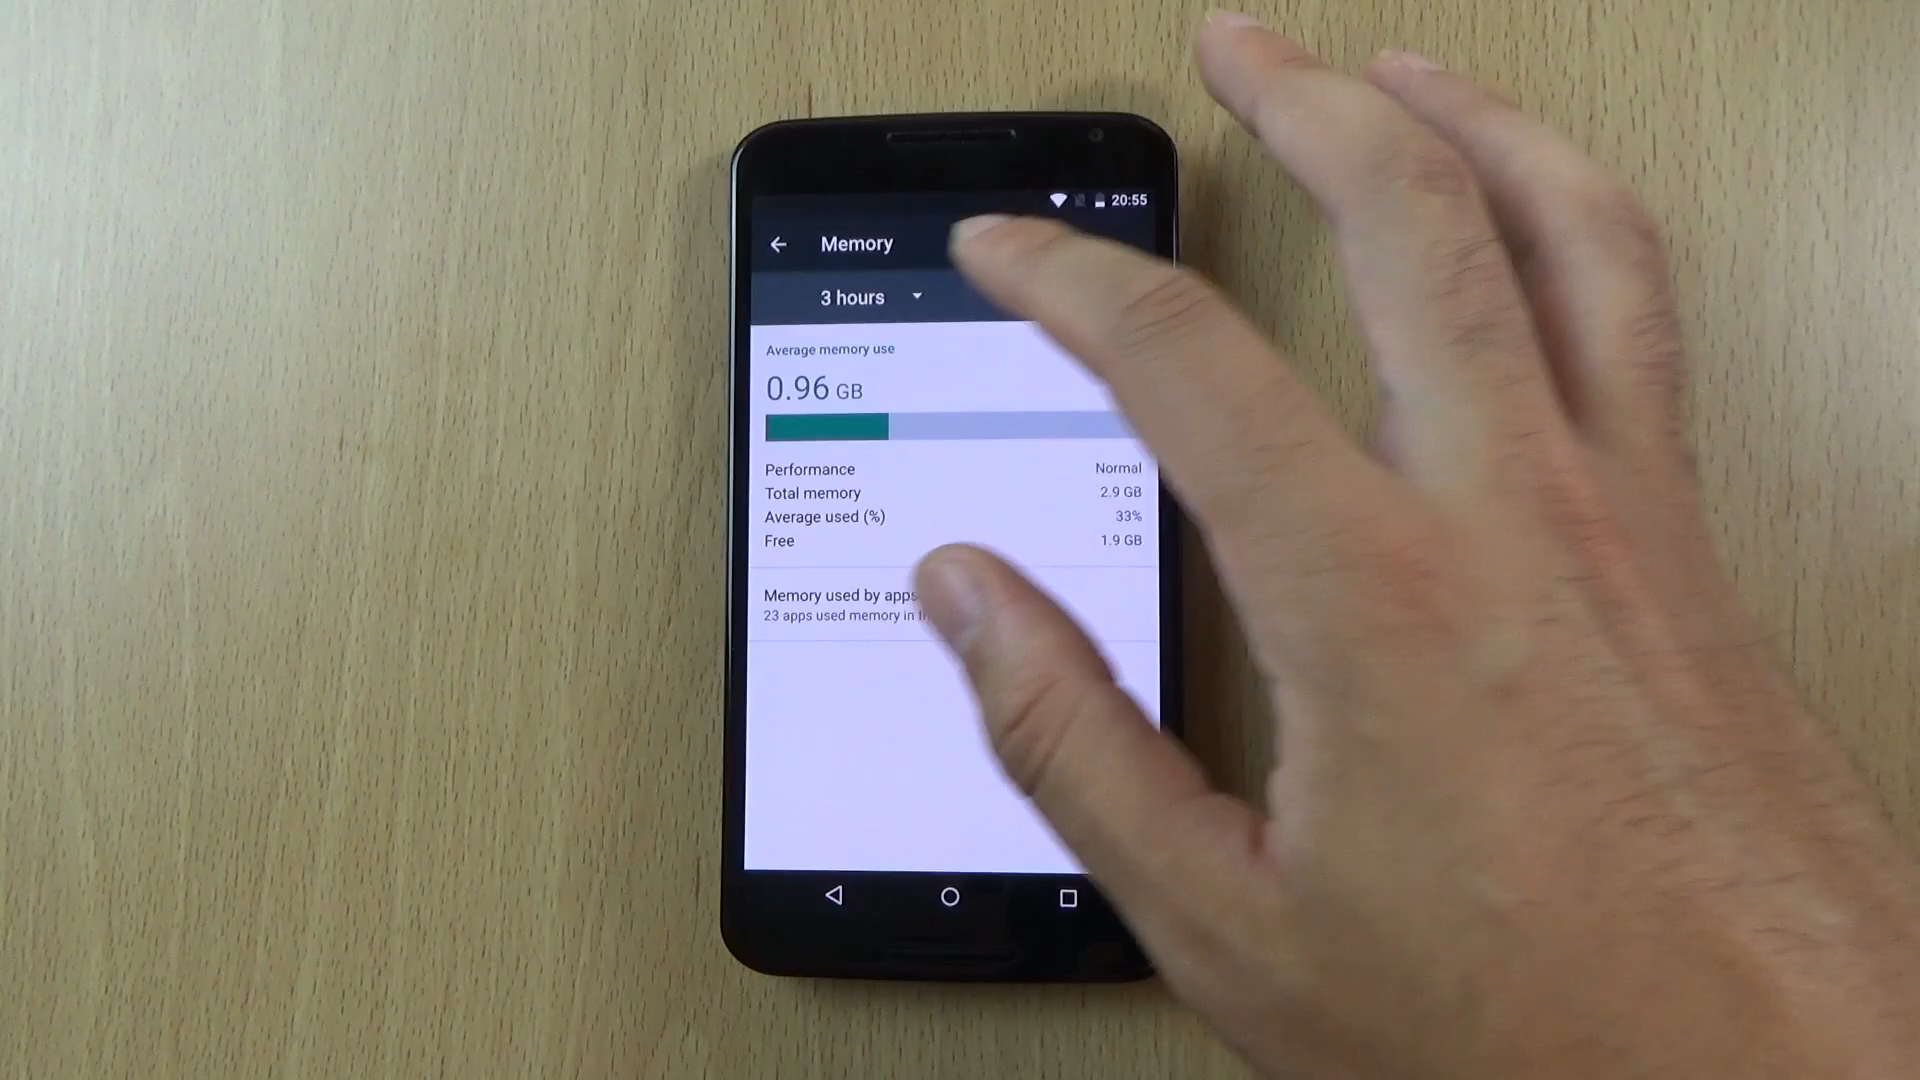 20:55
Memory
3 hours
Average memory use
0.96 GB
Performance Normal
Total memory 2.9 GB
Average used (%) 33%
Free 1.9 GB
Memory used by apps
23 apps used memory in